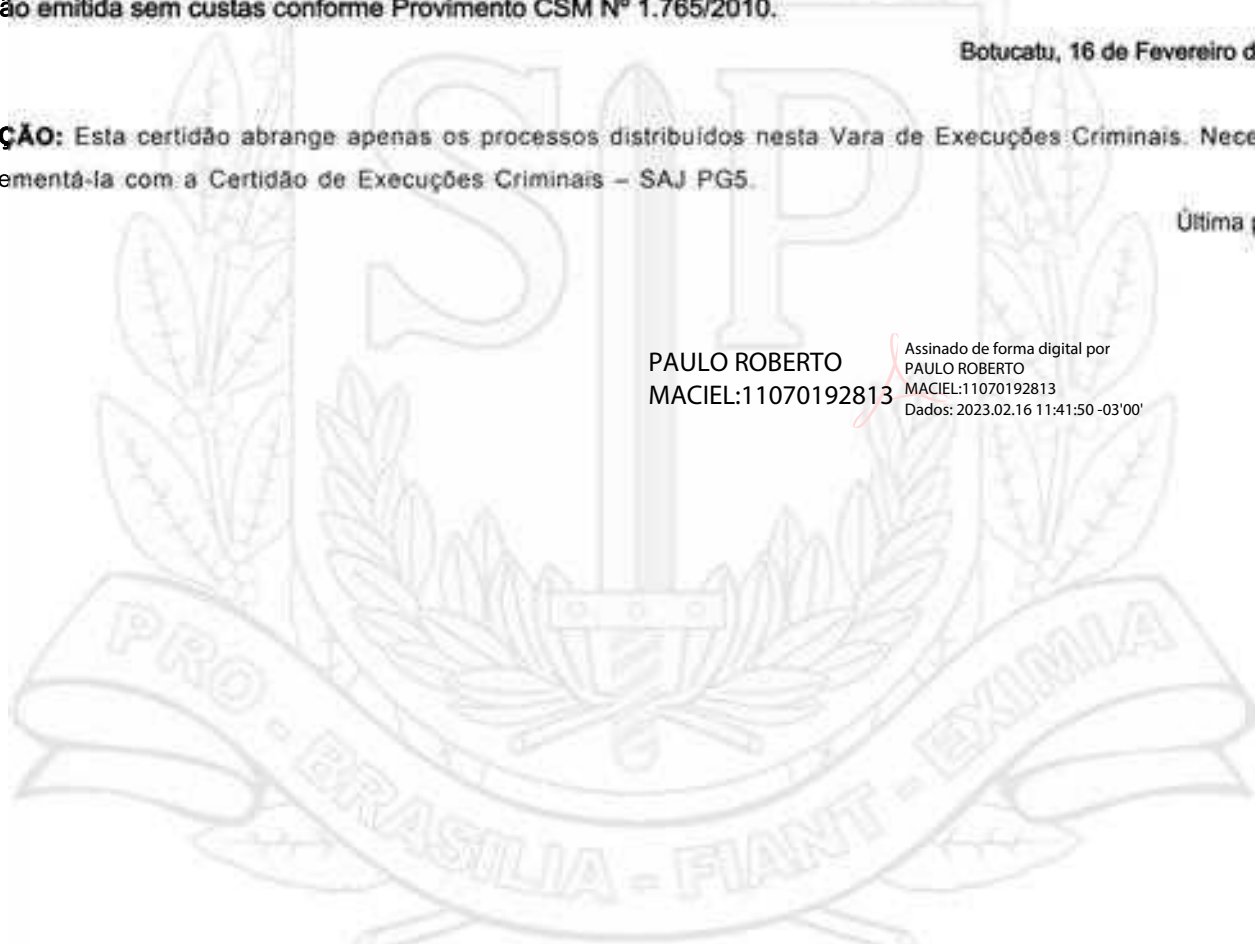 ão emitida sem custas conforme Provimento CSM Nº 1.765/2010.
Botucatu, 16 de Fevereiro d
ÇÃO: Esta certidão abrange apenas os processos distribuídos nesta Vara de Execuções Criminais. Nece
ementá-la com a Certidão de Execuções Criminais – SAJ PG5.
Última p
PAULO ROBERTO
MACIEL:11070192813
Assinado de forma digital por
PAULO ROBERTO
MACIEL:11070192813
Dados: 2023.02.16 11:41:50 -03'00'
SP
PRO - BRASILIA - FIANT - EXIMIA